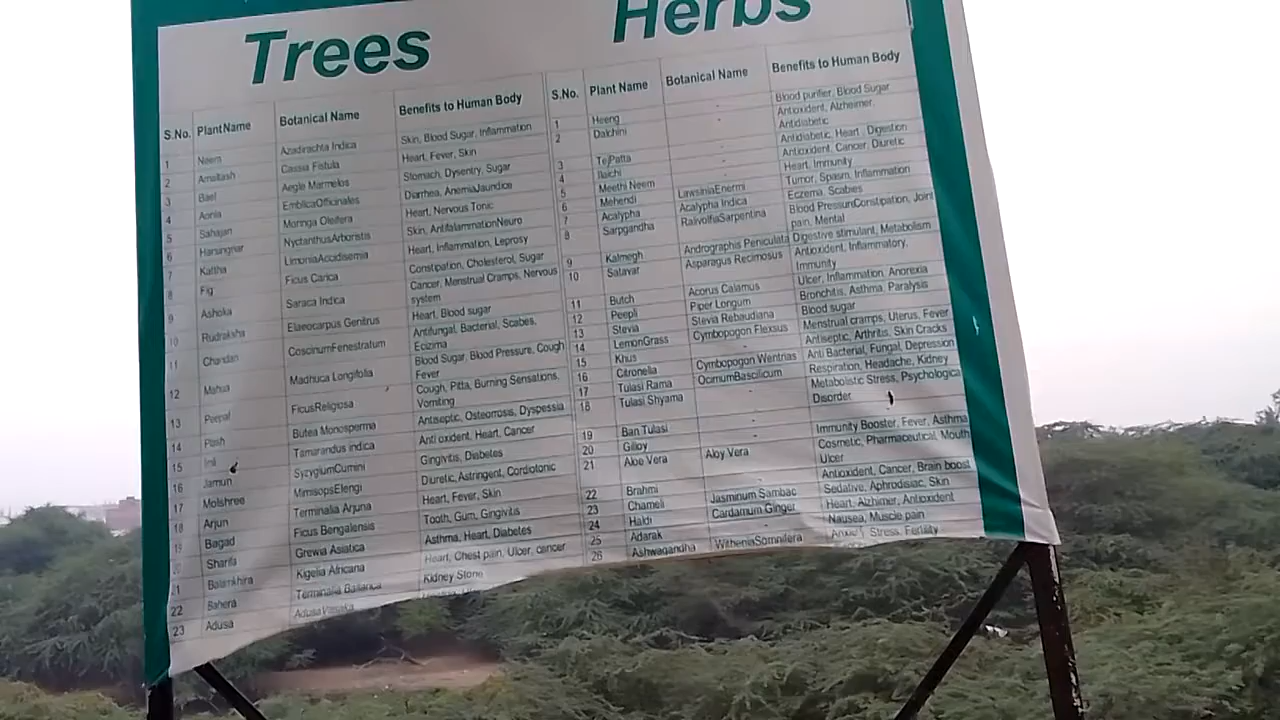 Trees
S.No. PlantName Botanical Name Benefits to Human Body
1 Neem Azadirachta Indica Skin, Blood Sugar, Inflammation
2 Amaltash Cassia Fistula Heart, Fever, Skin
3 Bael Aegle Marmelos Stomach, Dysentry, Sugar
4 Aonla EmblicaOfficinales Diarrhea, AnemiaJaundice
5 Sahajan Moringa Oleifera Heart, Nervous Tonic
6 Harsingnar NyctanthusArboristis Skin, AntifalammationNeuro
7 Kattha LimoniaAccidisemia Heart, Inflammation, Leprosy
8 Fig Ficus Carica Constipation, Cholesterol, Sugar
9 Ashoka Saraca Indica Cancer, Menstrual Cramps, Nervous
system
10 Rudraksha Elaeocarpus Genitrus Heart, Blood sugar
11 Chandan CoscinumFenestratum Antifungal, Bacterial, Scabes,
Ecizima
12 Mahua Madhuca Longifolia Blood Sugar, Blood Pressure, Cough
Fever
13 Peepal FicusReligiosa Cough, Pitta, Burning Sensations,
Vomiting
14 Plash Butea Monosperma Antiseptic, Osteorross, Dyspessia
15 Imli Tamarandus indica Anti oxident, Heart, Cancer
16 Jamun SyzygiumCumini Gingivitis, Diabetes
17 Molshree MimisopsElengi Diuretic, Astringent, Cordiotonic
18 Arjun Terminalia Arjuna Heart, Fever, Skin
19 Bagad Ficus Bengalensis Tooth, Gum, Gingivitis
Sharifa Grewa Asiatica Asthma, Heart, Diabetes
21 Balamkhira Kigelia Africana Heart, Chest pain, Ulcer, cancer
22 Bahera Terminalia Bailarica Kidney Stone
23 Adusa AdusaVasaka
Herbs
S.No. Plant Name Botanical Name Benefits to Human Body
1 Heeng Blood purifier, Blood Sugar
2 Dalchini Antioxident, Alzheimer,
Antidiabetic
3 TejPatta Antidiabetic, Heart, Digestion
4 Ilaichi Antioxident, Cancer, Diuretic
5 Meethi Neem Heart, Immunity
6 Mehendi LawsiniaEnermi Tumor, Spasm, Inflammation
7 Acalypha Acalypha Indica Eczema, Scabies
8 Sarpgandha RaiivolfiaSarpentina Blood PressureConstipation, Joint
pain, Mental
9 Kalmegh Andrographis Peniculata Digestive stimulant, Metabolism
10 Satavar Asparagus Recimosus Antioxident, Inflammatory,
Immunity
11 Butch Acorus Calamus Ulcer, Inflammation, Anorexia
12 Peepli Piper Longum Bronchitis, Asthma, Paralysis
13 Stevia Stevia Rebaudiana Blood sugar
14 LemonGrass Cymbopogon Flexsus Menstrual cramps, Uterus, Fever
15 Khus Antiseptic, Arthritis, Skin Cracks
16 Citronella Cymbopogon Wentrias Anti Bacterial, Fungal, Depression
17 Tulasi Rama OcimumBascilicum Respiration, Headache, Kidney
18 Tulasi Shyama Metabolistic Stress, Psychologica
Disorder
19 Ban Tulasi
20 Gilloy Immunity Booster, Fever, Asthma
21 Aloe Vera Aloy Vera Cosmetic, Pharmaceutical, Mouth
Ulcer
22 Brahmi Antioxident, Cancer, Brain boost
23 Chameli Jasminum Sambac Sedative, Aphrodisiac, Skin
24 Haldi Cardamum Ginger Heart, Alzhimer, Antioxident
25 Adarak Nausea, Muscle pain
26 Ashwagandha WitheniaSomnifera Anxiety Stress, Fertility